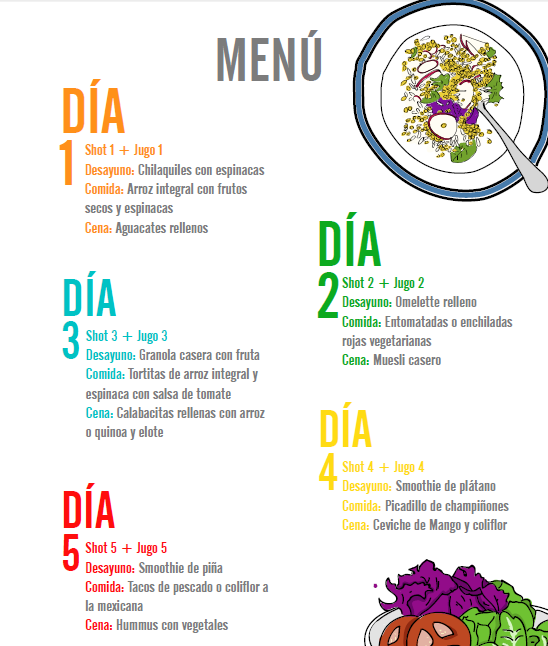 MENÚ
DÍA
1
Shot 1 + Jugo 1
Desayuno: Chilaquiles con espinacas
Comida: Arroz integral con frutos
secos y espinacas
Cena: Aguacates rellenos
DÍA
2
Shot 2 + Jugo 2
Desayuno: Omelette relleno
Comida: Entomatadas o enchiladas
rojas vegetarianas
Cena: Muesli casero
DÍA
3
Shot 3 + Jugo 3
Desayuno: Granola casera con fruta
Comida: Tortitas de arroz integral y
espinaca con salsa de tomate
Cena: Calabacitas rellenas con arroz
o quinoa y elote
DÍA
4
Shot 4 + Jugo 4
Desayuno: Smoothie de plátano
Comida: Picadillo de champiñones
Cena: Ceviche de Mango y coliflor
DÍA
5
Shot 5 + Jugo 5
Desayuno: Smoothie de piña
Comida: Tacos de pescado o coliflor a
la mexicana
Cena: Hummus con vegetales